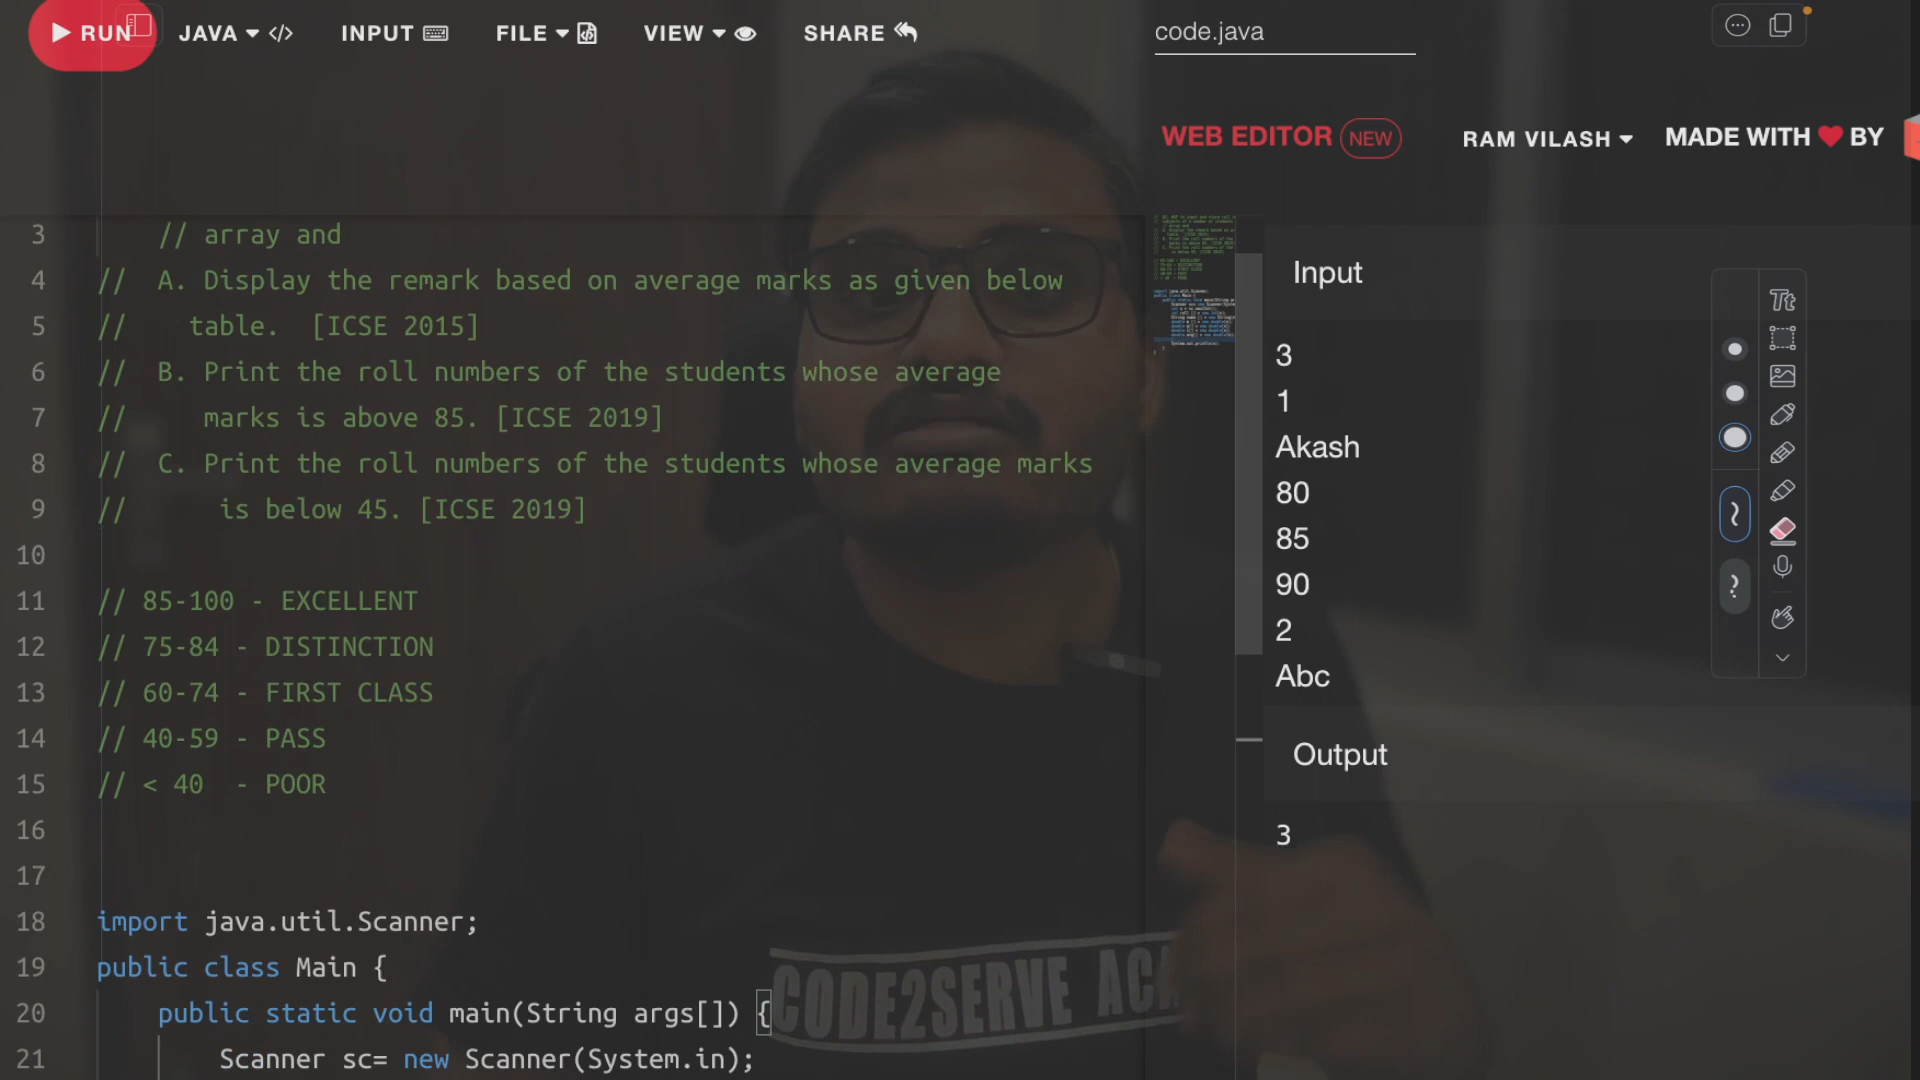 RUN JAVA </> INPUT FILE VIEW SHARE code.java
WEB EDITOR NEW RAM VILASH MADE WITH BY
3 // array and
4 // A. Display the remark based on average marks as given below
5 // table. [ICSE 2015]
6 // B. Print the roll numbers of the students whose average
7 // marks is above 85. [ICSE 2019]
8 // C. Print the roll numbers of the students whose average marks
9 // is below 45. [ICSE 2019]
10
11 // 85-100 - EXCELLENT
12 // 75-84 - DISTINCTION
13 // 60-74 - FIRST CLASS
14 // 40-59 - PASS
15 // < 40 - POOR
16
17
18 import java.util.Scanner;
19 public class Main {
20 public static void main(String args[]) {
21 Scanner sc= new Scanner(System.in);
Input
3
1
Akash
80
85
90
2
Abc
Output
3
Tt
CODE2SERVE